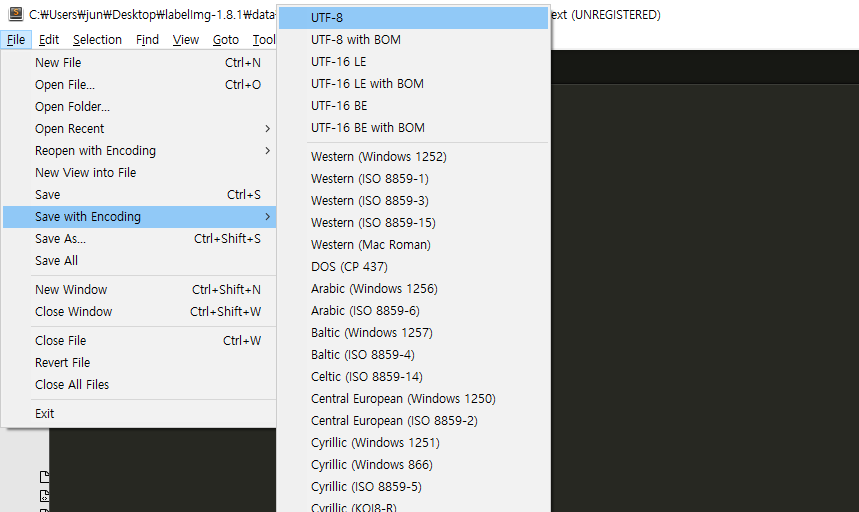 C:₩Users₩jun₩Desktop₩labelImg-1.8.1₩data
ext (UNREGISTERED)
File Edit Selection Find View Goto Tool
New File Ctrl+N
Open File... Ctrl+O
Open Folder...
Open Recent
Reopen with Encoding
New View into File
Save Ctrl+S
Save with Encoding
Save As... Ctrl+Shift+S
Save All
New Window Ctrl+Shift+N
Close Window Ctrl+Shift+W
Close File Ctrl+W
Revert File
Close All Files
Exit
UTF-8
UTF-8 with BOM
UTF-16 LE
UTF-16 LE with BOM
UTF-16 BE
UTF-16 BE with BOM
Western (Windows 1252)
Western (ISO 8859-1)
Western (ISO 8859-3)
Western (ISO 8859-15)
Western (Mac Roman)
DOS (CP 437)
Arabic (Windows 1256)
Arabic (ISO 8859-6)
Baltic (Windows 1257)
Baltic (ISO 8859-4)
Celtic (ISO 8859-14)
Central European (Windows 1250)
Central European (ISO 8859-2)
Cyrillic (Windows 1251)
Cyrillic (Windows 866)
Cyrillic (ISO 8859-5)
Cyrillic (KOI8-R)